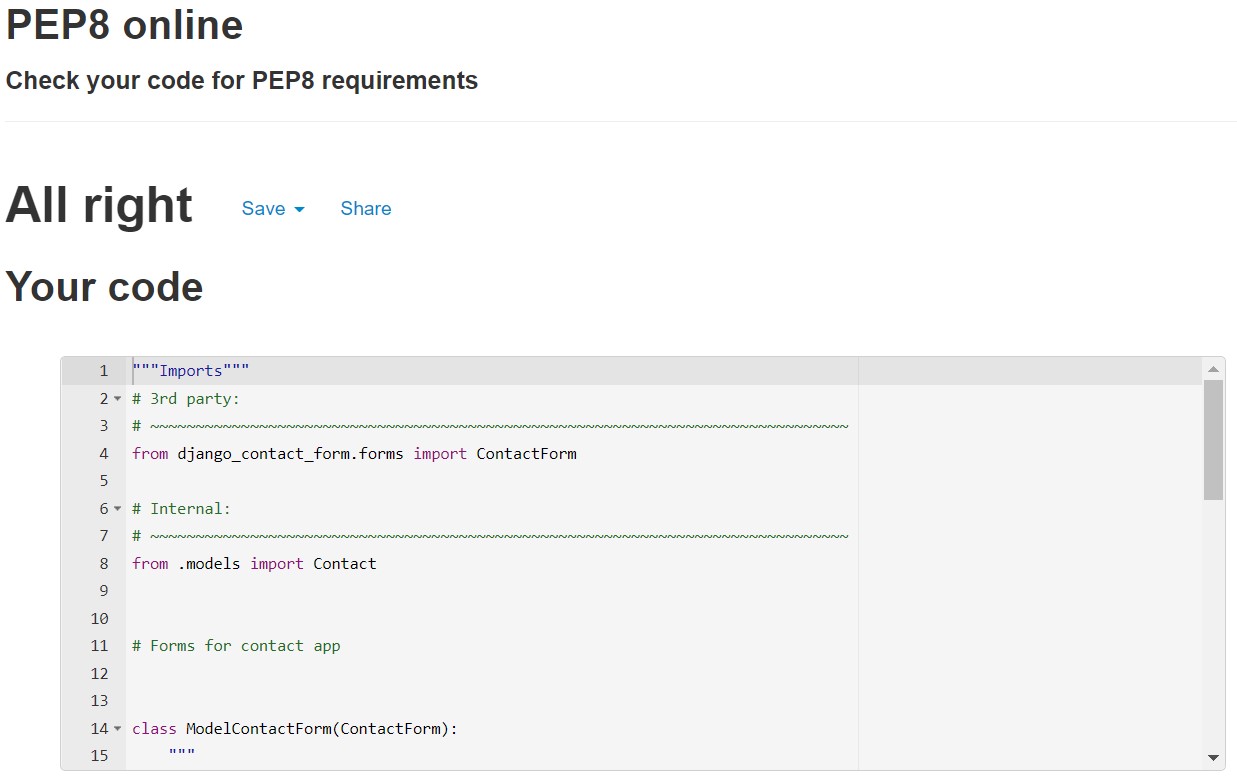 PEP8 online
Check your code for PEP8 requirements
All right Save Share
Your code
1 """Imports"""
2 # 3rd party:
3 # ~~~~~~~~~~~~~~~~~~~~~~~~~~~~~~~~~~~~~~~~~~~~~~~~~~~~~~~~~~~~~~~~~~~~~~~~~~~~~
4 from django_contact_form.forms import ContactForm
5
6 # Internal:
7 # ~~~~~~~~~~~~~~~~~~~~~~~~~~~~~~~~~~~~~~~~~~~~~~~~~~~~~~~~~~~~~~~~~~~~~~~~~~~~~
8 from .models import Contact
9
10
11 # Forms for contact app
12
13
14 class ModelContactForm(ContactForm):
15 """